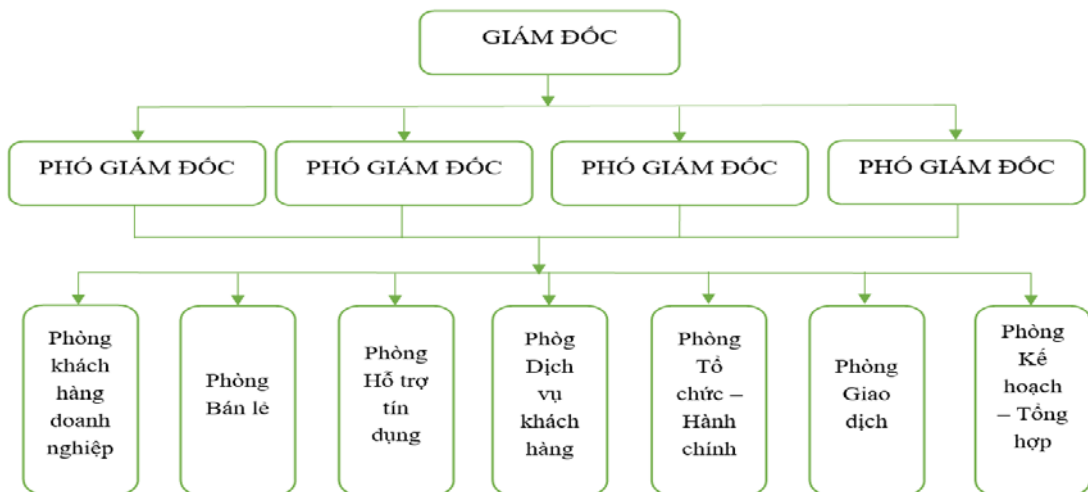 GIÁM ĐỐC
PHÓ GIÁM ĐỐC
PHÓ GIÁM ĐỐC
PHÓ GIÁM ĐỐC
PHÓ GIÁM ĐỐC
Phòng
khách
hàng
doanh
nghiệp
Phòng
Bán lẻ
Phòng
Hỗ trợ
tín
dụng
Phòg
Dịch
vụ
khách
hàng
Phòng
Tổ
chức –
Hành
chính
Phòng
Giao
dịch
Phòng
Kế
hoạch
– Tổng
hợp